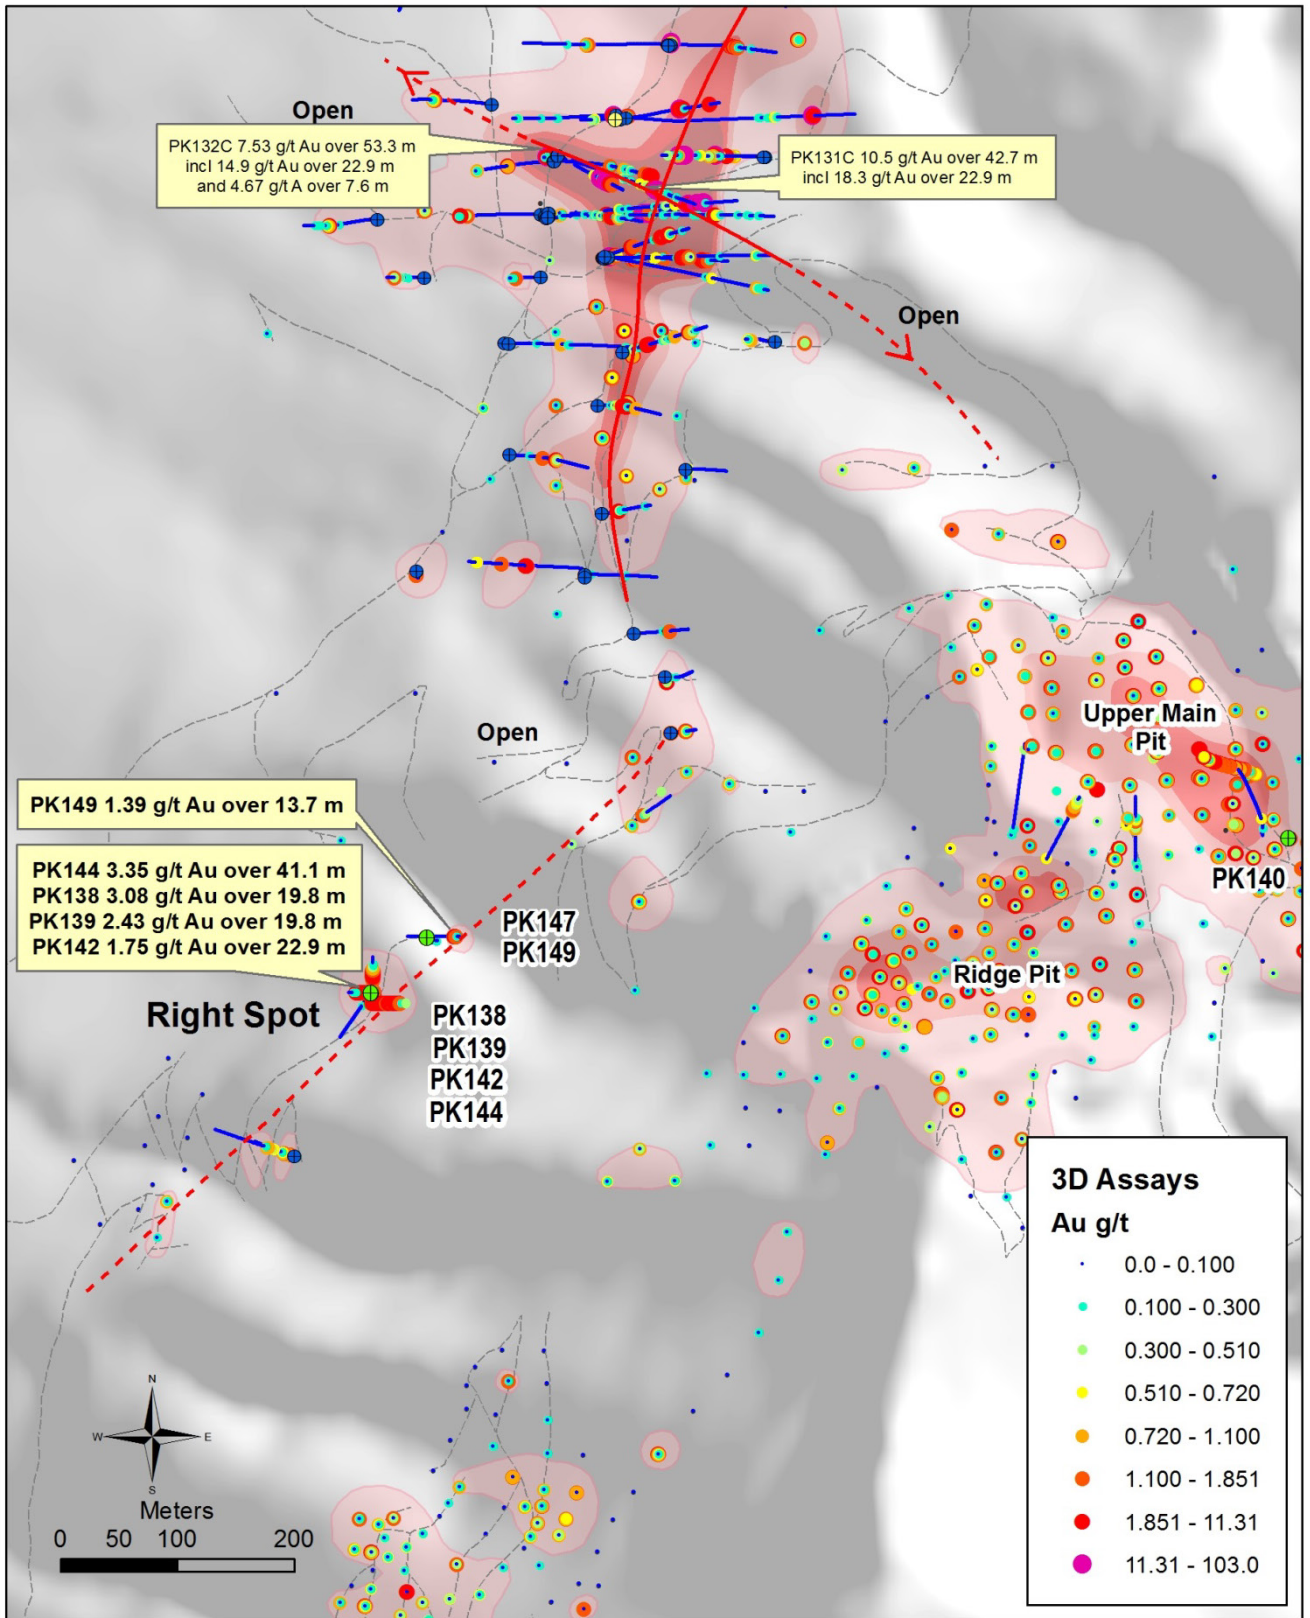 Open
PK132C 7.53 g/t Au over 53.3 m
incl 14.9 g/t Au over 22.9 m
and 4.67 g/t A over 7.6 m
PK131C 10.5 g/t Au over 42.7 m
incl 18.3 g/t Au over 22.9 m
Open
Upper Main
Pit
Open
PK149 1.39 g/t Au over 13.7 m
PK144 3.35 g/t Au over 41.1 m
PK138 3.08 g/t Au over 19.8 m
PK139 2.43 g/t Au over 19.8 m
PK142 1.75 g/t Au over 22.9 m
PK140
PK147
PK149
Ridge Pit
Right Spot
PK138
PK139
PK142
PK144
3D Assays
Au g/t
0.0 - 0.100
0.100 - 0.300
0.300 - 0.510
0.510 - 0.720
0.720 - 1.100
1.100 - 1.851
1.851 - 11.31
11.31 - 103.0
N
W E
S
Meters
0 50 100 200